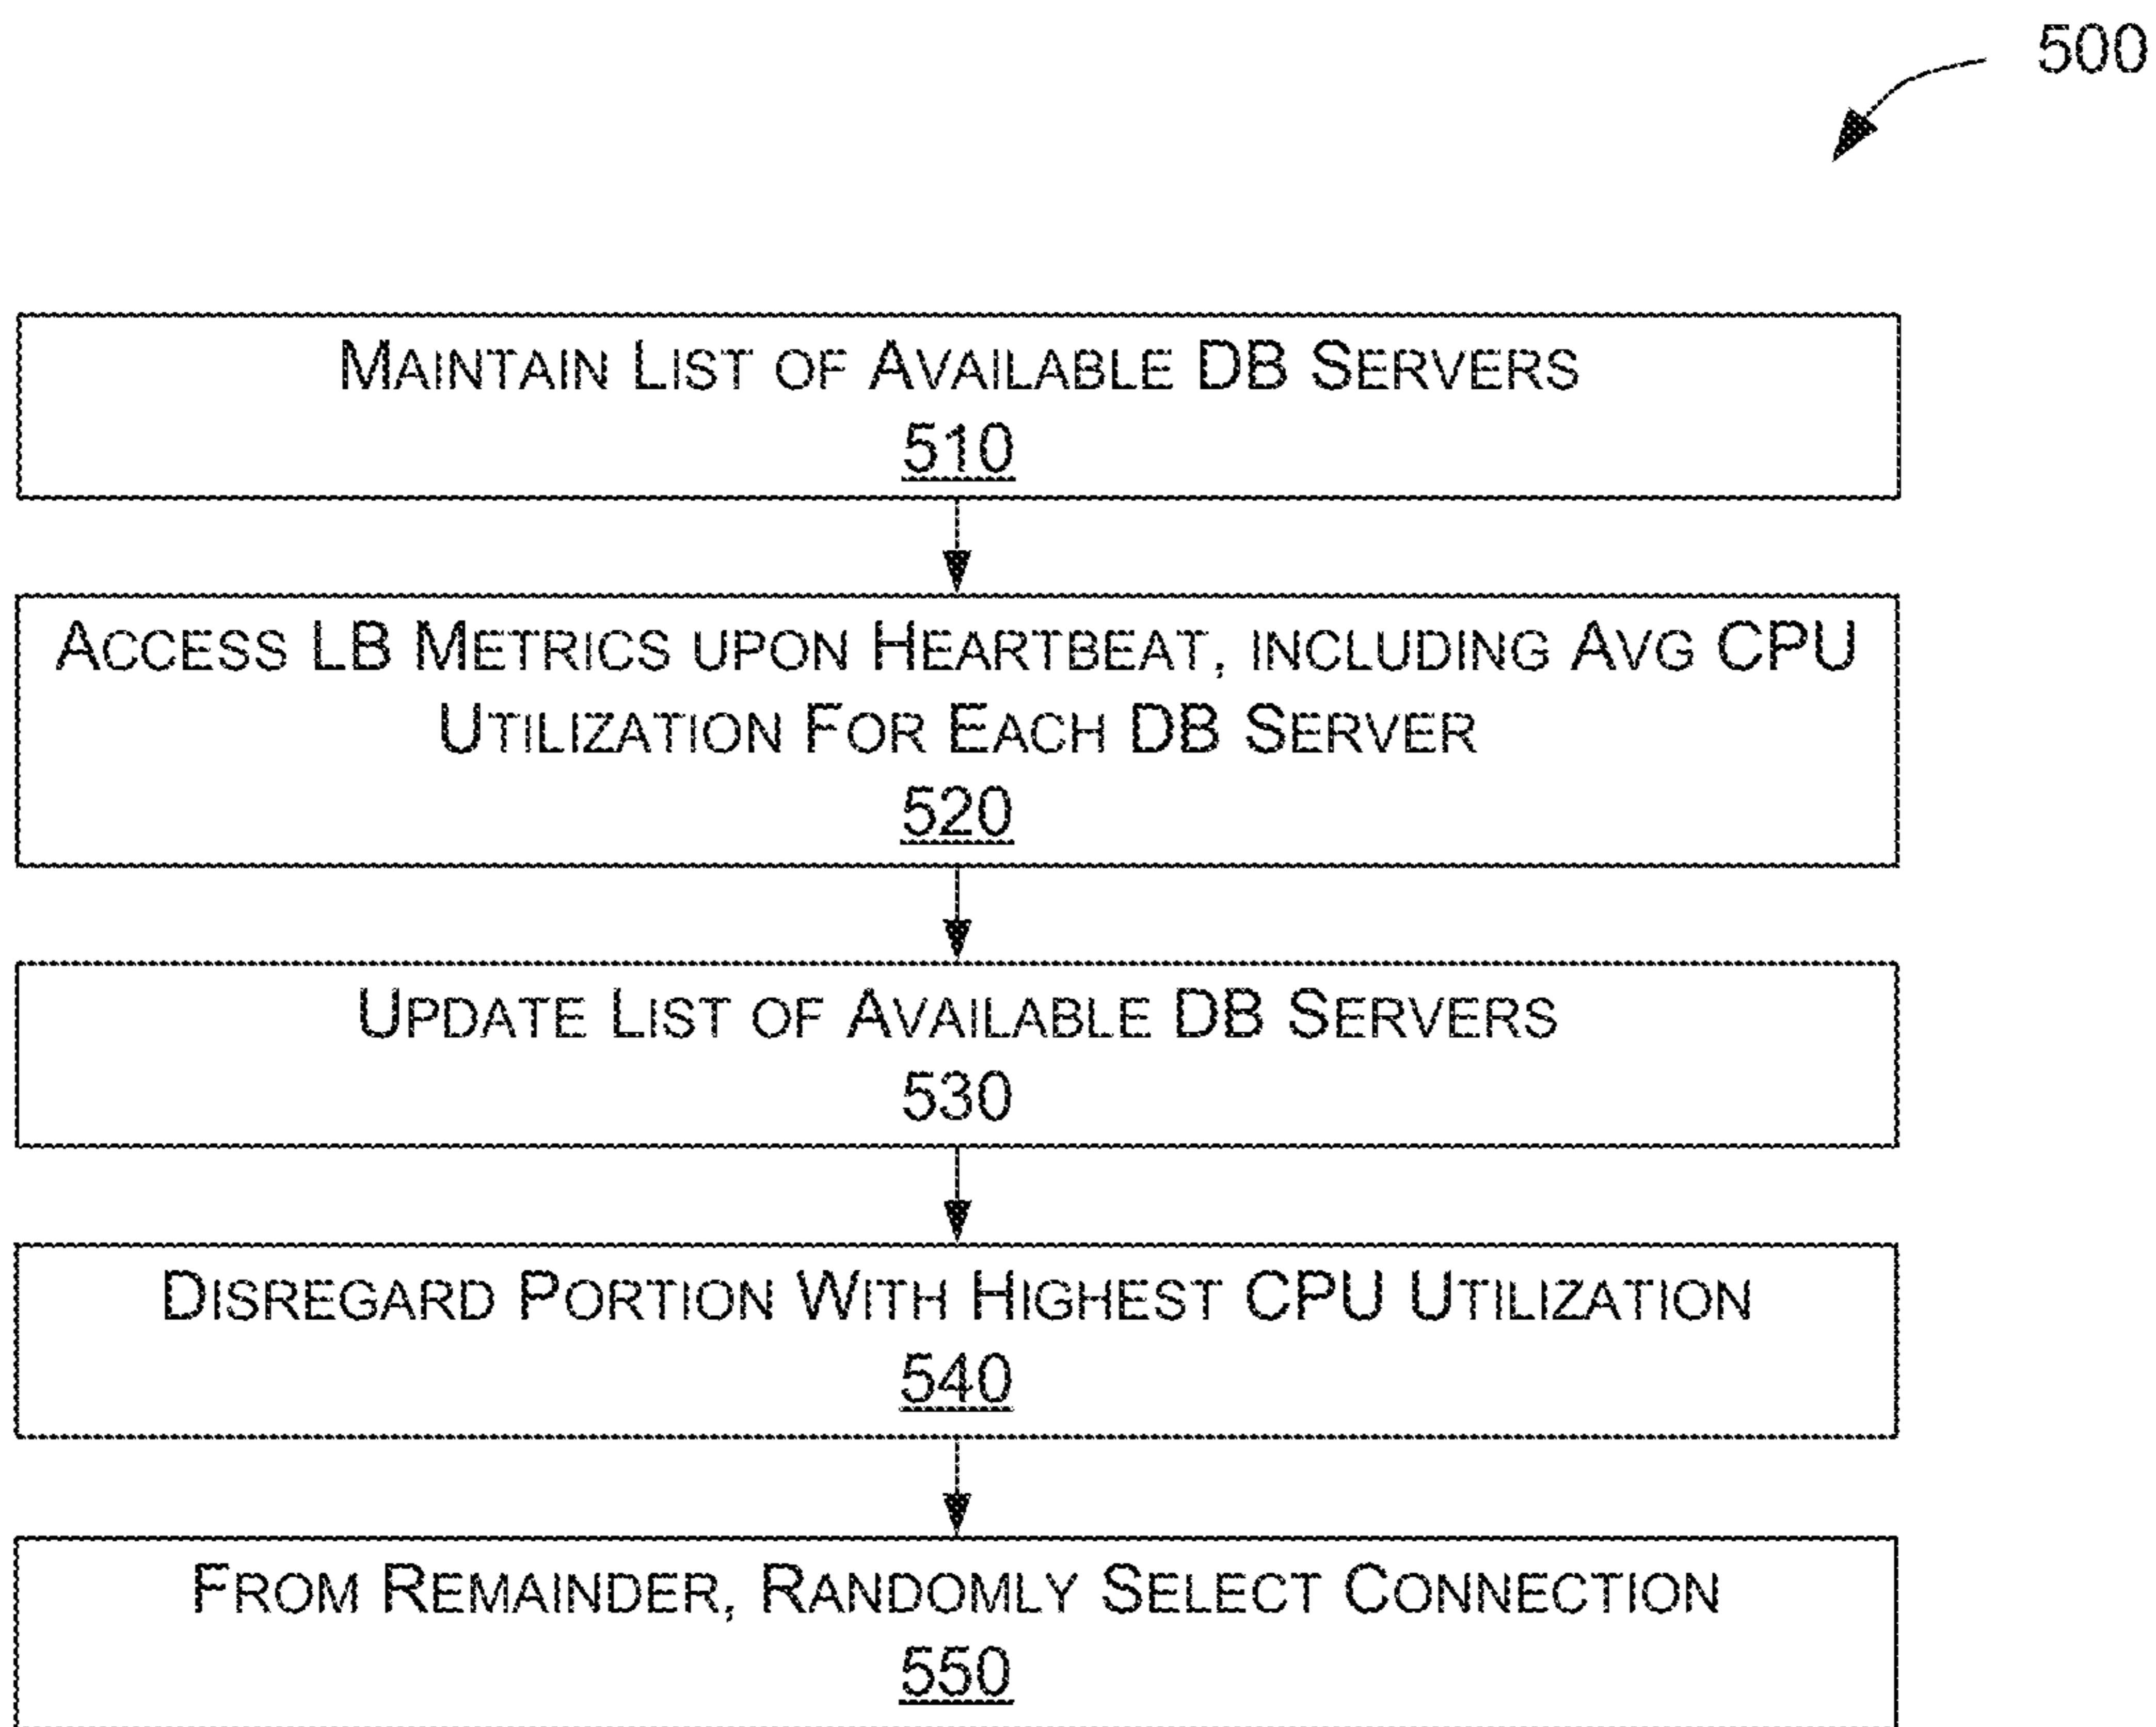 500
MAINTAIN LIST OF AVAILABLE DB SERVERS
510
ACCESS LB METRICS UPON HEARTBEAT, INCLUDING AVG CPU
UTILIZATION FOR EACH DB SERVER
520
UPDATE LIST OF AVAILABLE DB SERVERS
530
DISREGARD PORTION WITH HIGHEST CPU UTILIZATION
540
FROM REMAINDER, RANDOMLY SELECT CONNECTION
550